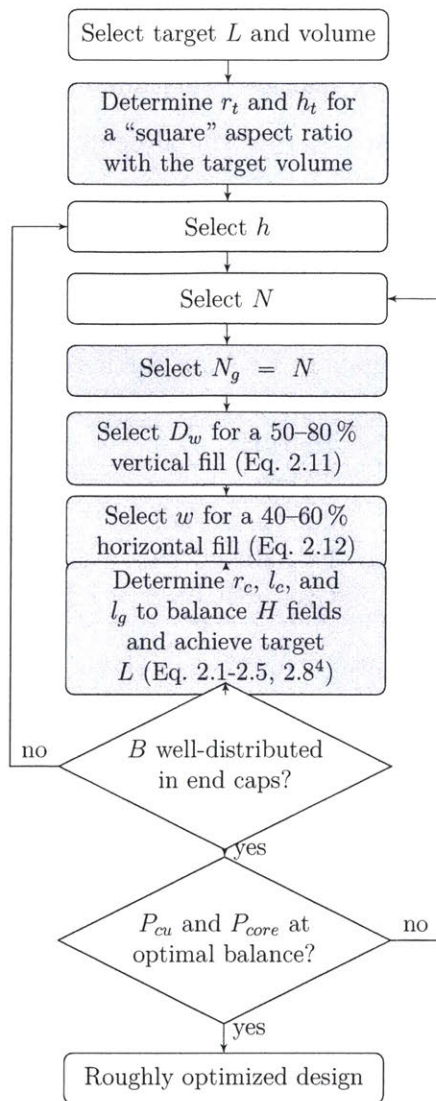 Select target L and volume
Determine r_t and h_t for
a “square” aspect ratio
with the target volume
Select h
Select N
Select N_g = N
Select D_w for a 50–80 %
vertical fill (Eq. 2.11)
Select w for a 40–60 %
horizontal fill (Eq. 2.12)
Determine r_c, l_c, and
l_g to balance H fields
and achieve target
L (Eq. 2.1-2.5, 2.8⁴)
no
B well-distributed
in end caps?
yes
P_cu and P_core at
optimal balance?
no
yes
Roughly optimized design